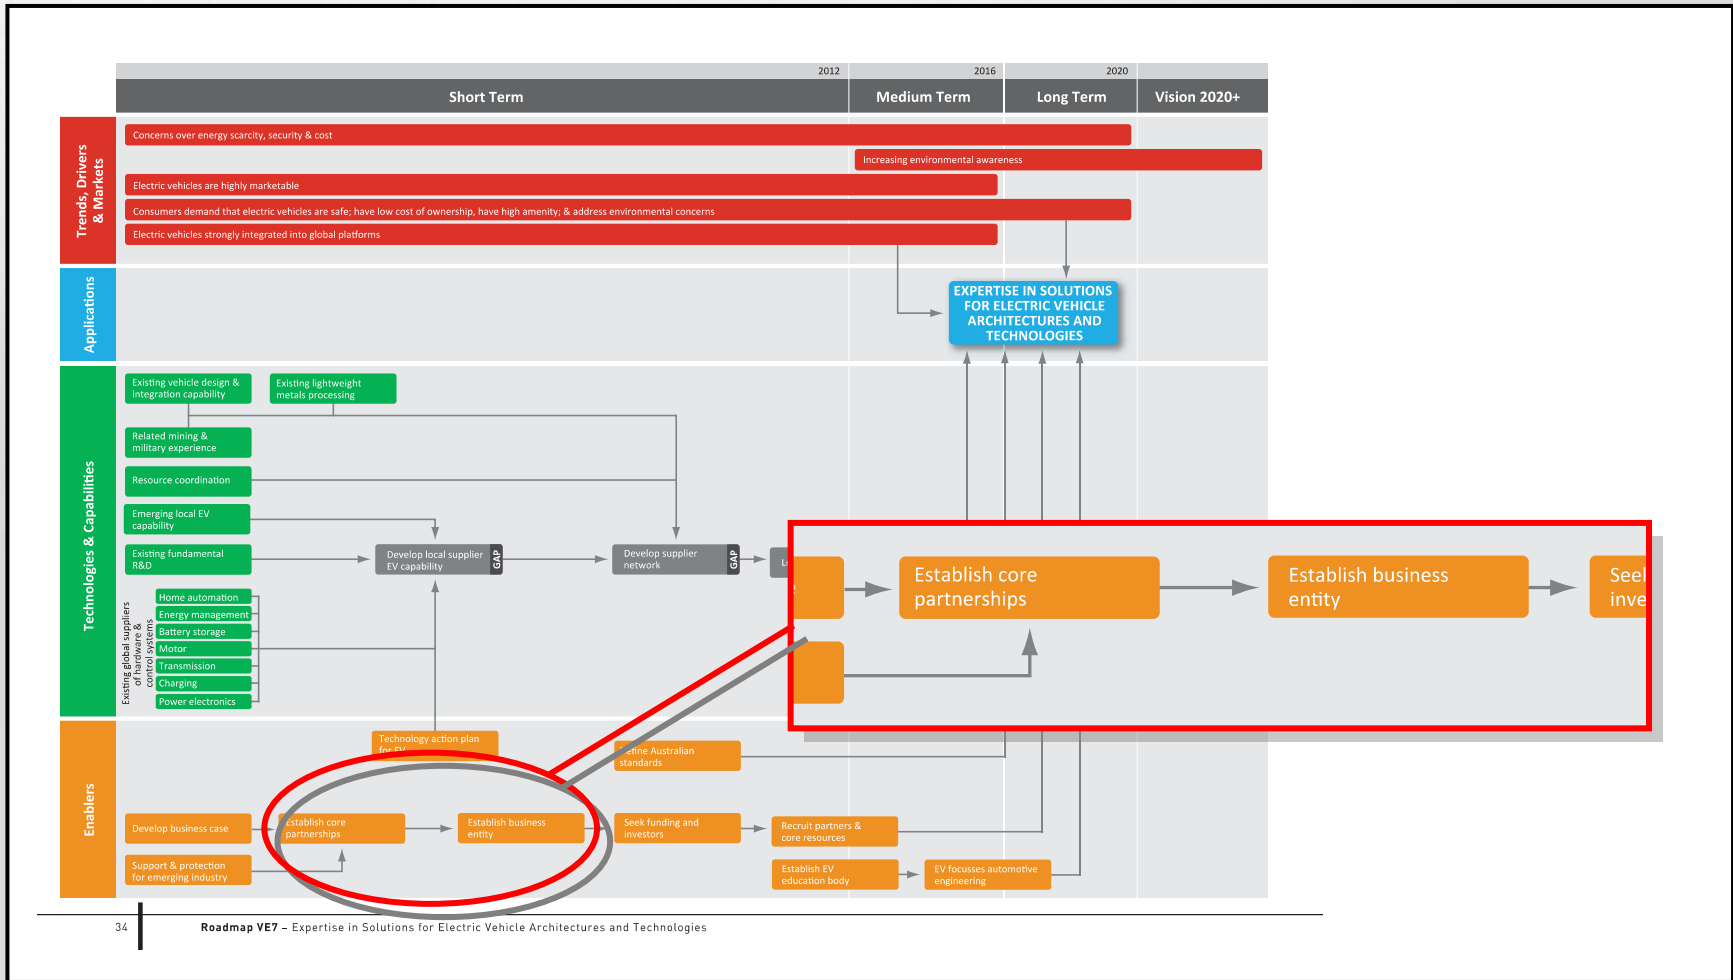 2012
2016
2020
Short Term
Medium Term
Long Term
Vision 2020+
Trends, Drivers
& Markets
Concerns over energy scarcity, security & cost
Increasing environmental awareness
Electric vehicles are highly marketable
Consumers demand that electric vehicles are safe; have low cost of ownership, have high amenity; & address environmental concerns
Electric vehicles strongly integrated into global platforms
Applications
EXPERTISE IN SOLUTIONS
FOR ELECTRIC VEHICLE
ARCHITECTURES AND
TECHNOLOGIES
Technologies & Capabilities
Existing vehicle design &
integration capability
Existing lightweight
metals processing
Related mining &
military experience
Resource coordination
Emerging local EV
capability
Existing fundamental
R&D
Develop local supplier
EV capability
GAP
Develop supplier
network
GAP
Existing global suppliers
of hardware &
control systems
Home automation
Energy management
Battery storage
Motor
Transmission
Charging
Power electronics
Establish core
partnerships
Establish business
entity
Seek
inve
Enablers
Technology action plan
for EV
Define Australian
standards
Develop business case
Establish core
partnerships
Establish business
entity
Seek funding and
investors
Recruit partners &
core resources
Support & protection
for emerging industry
Establish EV
education body
EV focusses automotive
engineering
34
Roadmap VE7 – Expertise in Solutions for Electric Vehicle Architectures and Technologies